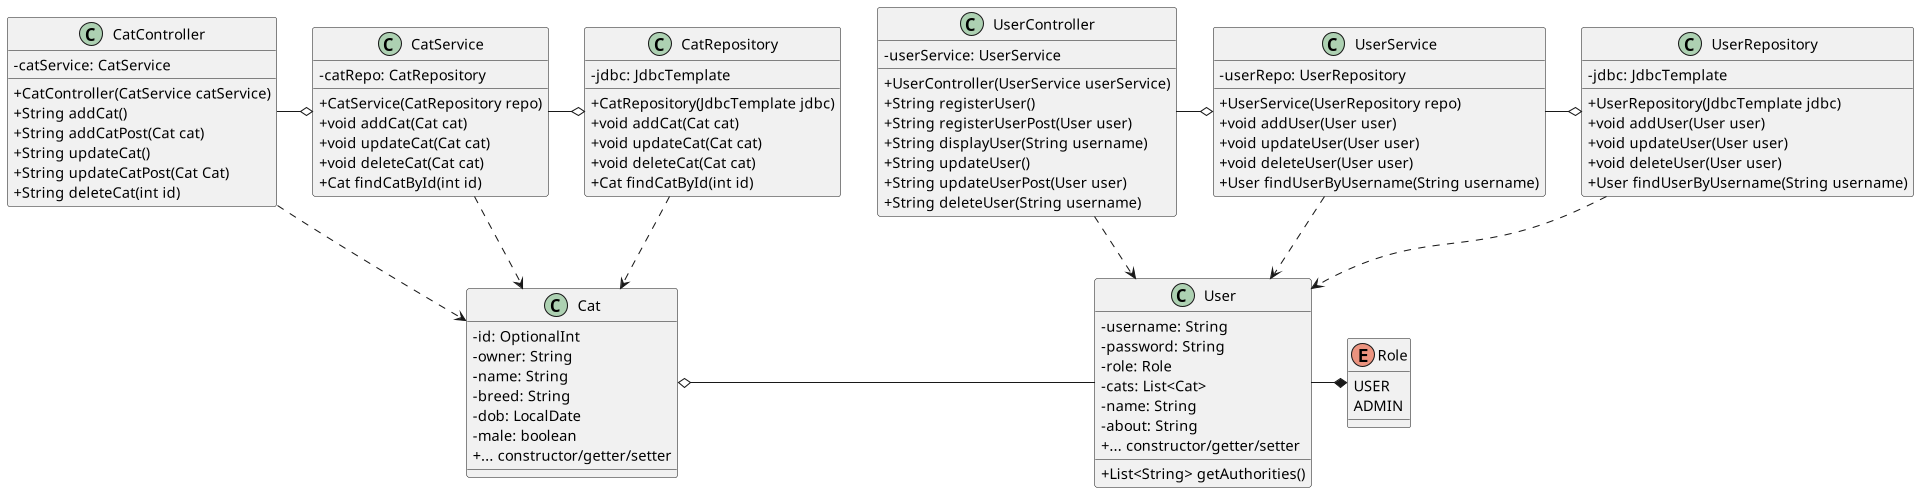 C CatController
-catService: CatService
+CatController(CatService catService)
+String addCat()
+String addCatPost(Cat cat)
+String updateCat()
+String updateCatPost(Cat Cat)
+String deleteCat(int id)
C CatService
-catRepo: CatRepository
+CatService(CatRepository repo)
+void addCat(Cat cat)
+void updateCat(Cat cat)
+void deleteCat(Cat cat)
+Cat findCatById(int id)
C CatRepository
-jdbc: JdbcTemplate
+CatRepository(JdbcTemplate jdbc)
+void addCat(Cat cat)
+void updateCat(Cat cat)
+void deleteCat(Cat cat)
+Cat findCatById(int id)
C UserController
-userService: UserService
+UserController(UserService userService)
+String registerUser()
+String registerUserPost(User user)
+String displayUser(String username)
+String updateUser()
+String updateUserPost(User user)
+String deleteUser(String username)
C UserService
-userRepo: UserRepository
+UserService(UserRepository repo)
+void addUser(User user)
+void updateUser(User user)
+void deleteUser(User user)
+User findUserByUsername(String username)
C UserRepository
-jdbc: JdbcTemplate
+UserRepository(JdbcTemplate jdbc)
+void addUser(User user)
+void updateUser(User user)
+void deleteUser(User user)
+User findUserByUsername(String username)
C Cat
-id: OptionalInt
-owner: String
-name: String
-breed: String
-dob: LocalDate
-male: boolean
+... constructor/getter/setter
C User
-username: String
-password: String
-role: Role
-cats: List<Cat>
-name: String
-about: String
+... constructor/getter/setter
+List<String> getAuthorities()
E Role
USER
ADMIN